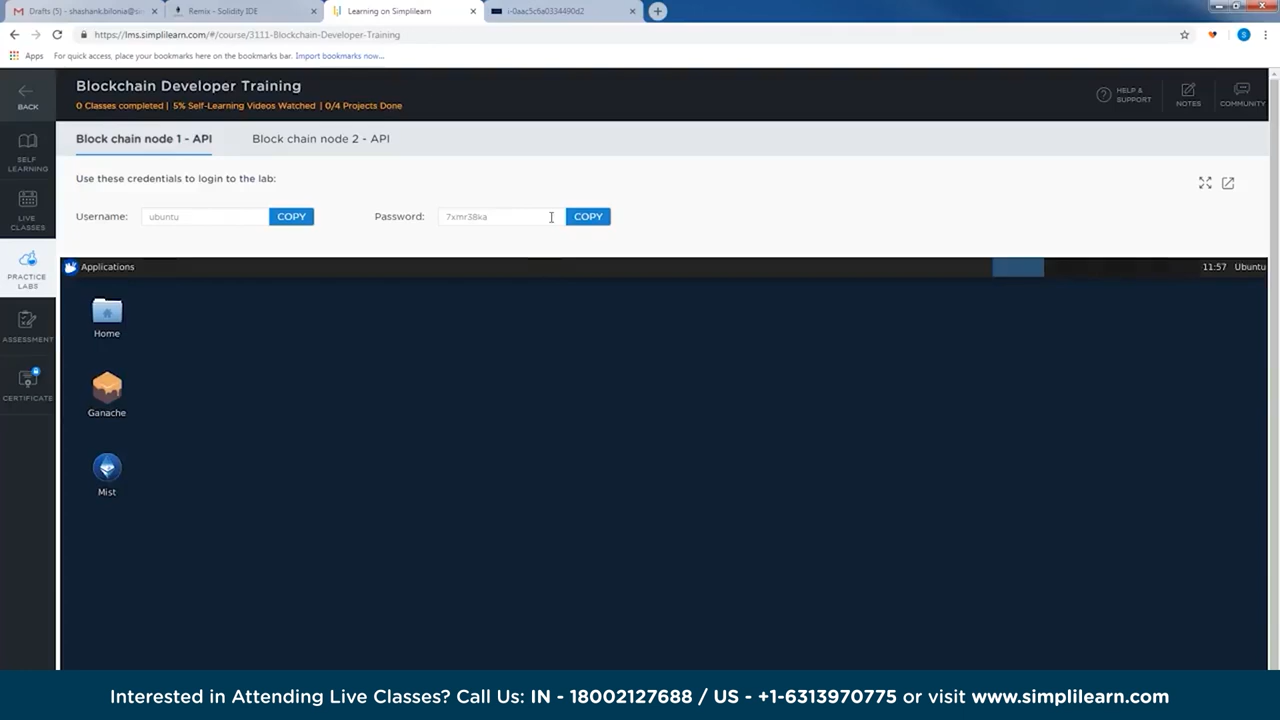 Drafts (5) - shashank.bilonia@si
Remix - Solidity IDE
Learning on Simplilearn
i-0aac5c6a0334490d2
https://lms.simplilearn.com/#/course/3111-Blockchain-Developer-Training
Apps For quick access, place your bookmarks here on the bookmarks bar. Import bookmarks now...
BACK
Blockchain Developer Training
0 Classes completed | 5% Self-Learning Videos Watched | 0/4 Projects Done
HELP & SUPPORT
NOTES
COMMUNITY
SELF LEARNING
LIVE CLASSES
PRACTICE LABS
ASSESSMENT
CERTIFICATE
Block chain node 1 - API Block chain node 2 - API
Use these credentials to login to the lab:
Username: ubuntu COPY Password: 7xmr38ka COPY
Applications 11:57 Ubuntu
Home
Ganache
Mist
Interested in Attending Live Classes? Call Us: IN - 18002127688 / US - +1-6313970775 or visit www.simplilearn.com